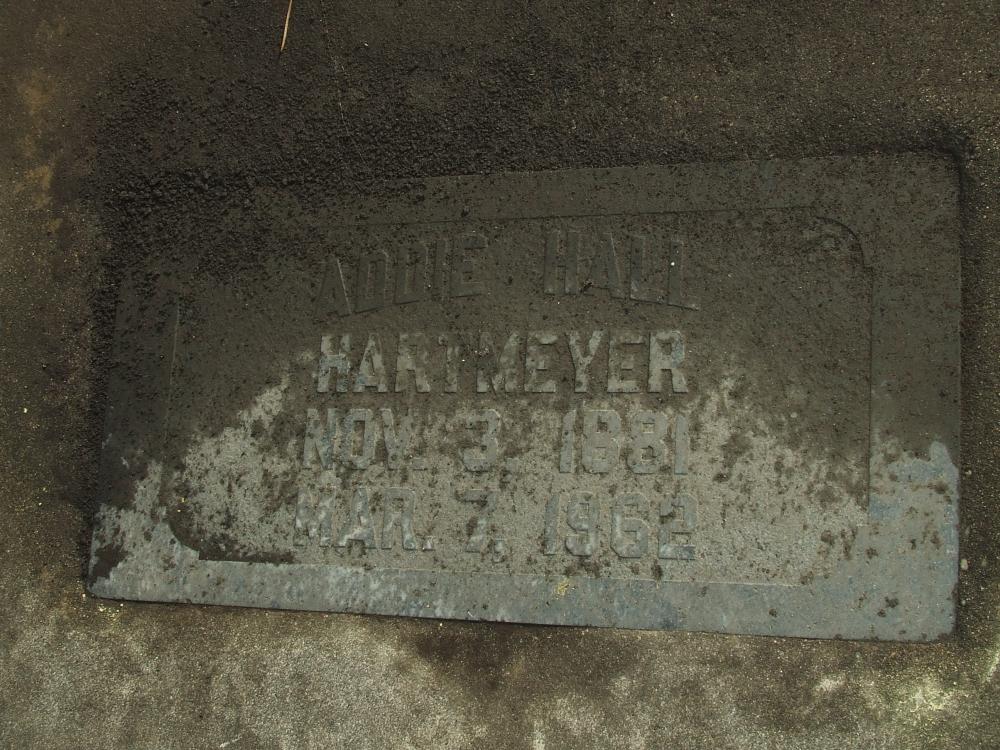 ADDIE HALL
HARTMEYER
NOV. 3, 1881
MAR. 7, 1962